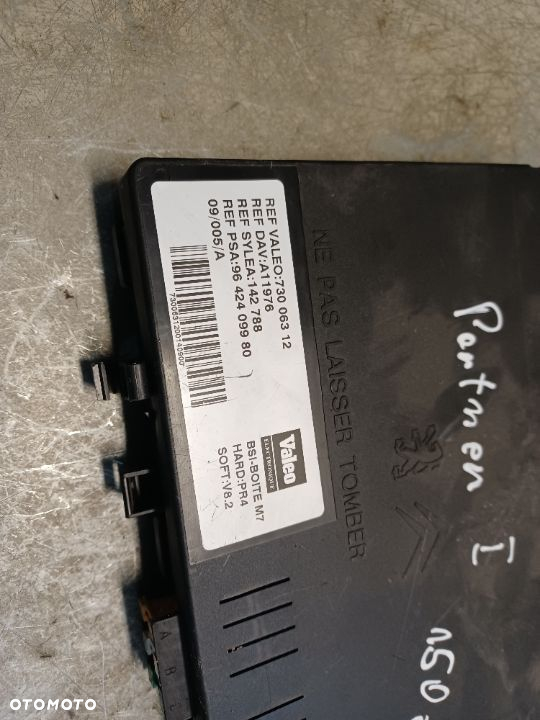 REF VALEO:730 063 12
REF DAV:A11976
REF SYLEA:142 788
REF PSA:96 424 099 80
09/005/A
Valeo
ELECTRONIQUE
BSI-BOITE M7
HARD:PR4
SOFT:V8.2
NE PAS LAISSER TOMBER
Partner I
A
B
OTOMOTO